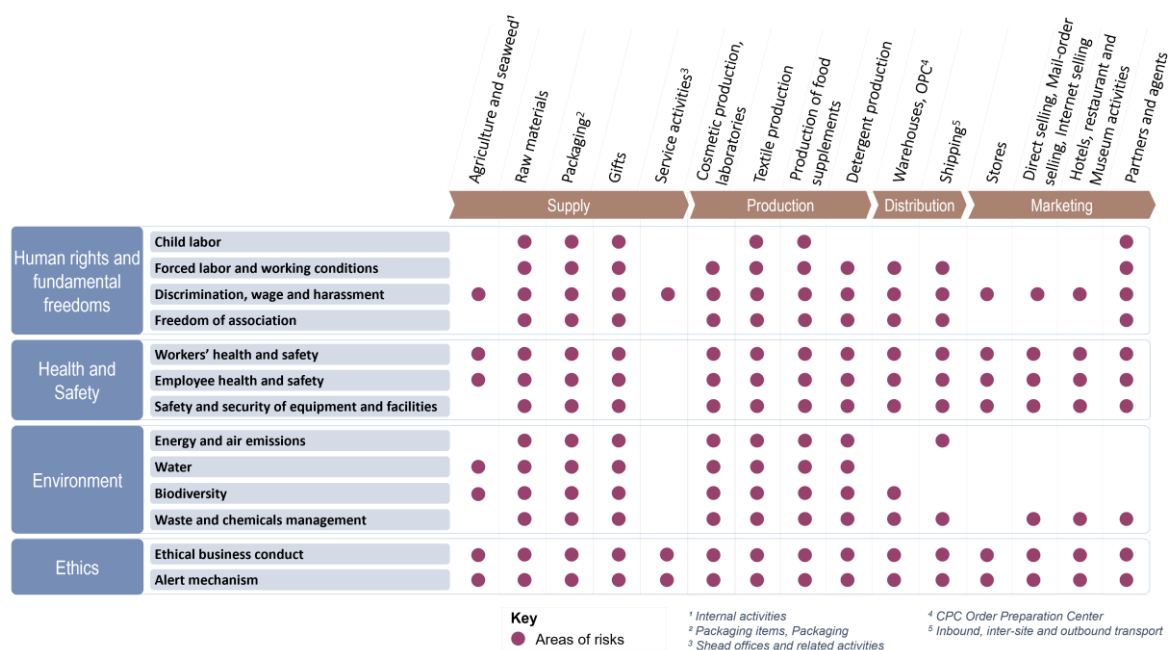 Agriculture and seaweed¹
Raw materials
Packaging²
Gifts
Service activities³
Cosmetic production,
laboratories
Textile production
Production of food
supplements
Detergent production
Warehouses, OPC⁴
Shipping⁵
Stores
Direct selling, Mail-order
selling, Internet selling
Hotels, restaurant and
Museum activities
Partners and agents
Supply
Production
Distribution
Marketing
Human rights and
fundamental
freedoms
Child labor
Forced labor and working conditions
Discrimination, wage and harassment
Freedom of association
Health and
Safety
Workers' health and safety
Employee health and safety
Safety and security of equipment and facilities
Environment
Energy and air emissions
Water
Biodiversity
Waste and chemicals management
Ethics
Ethical business conduct
Alert mechanism
Key
Areas of risks
¹ Internal activities
² Packaging items, Packaging
³ Shead offices and related activities
⁴ CPC Order Preparation Center
⁵ Inbound, inter-site and outbound transport